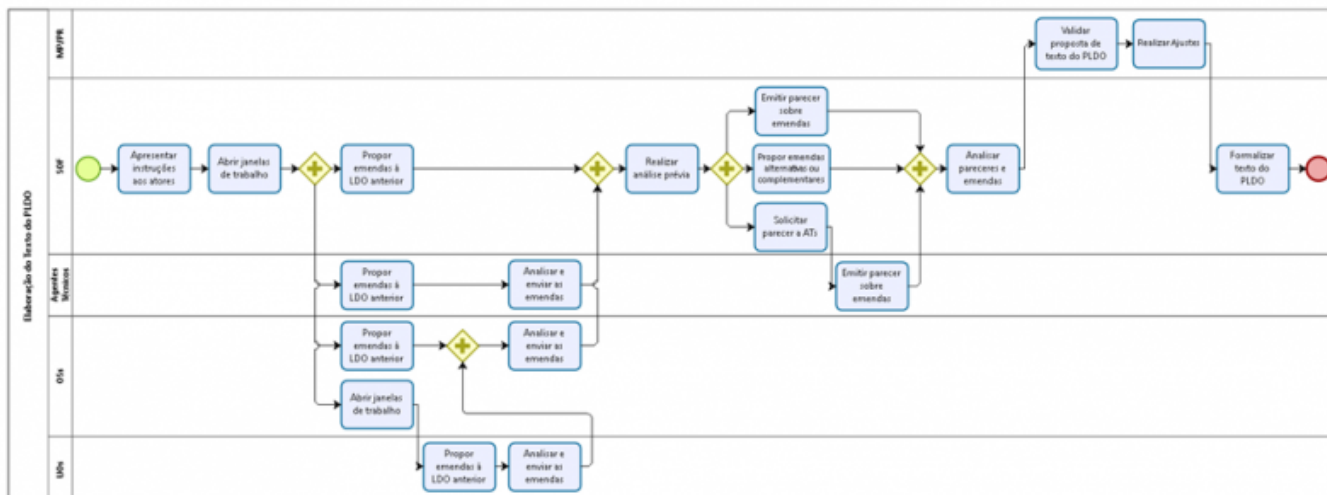 Elaboração do Texto do PLDO
MP/PR
Validar
proposta de
texto do PLDO
Realizar Ajustes
SOF
Apresentar
instruções
aos atores
Abrir janelas
de trabalho
Propor
emendas à
LDO anterior
Realizar
análise prévia
Emitir parecer
sobre
emendas
Propor emendas
alternativas ou
complementares
Solicitar
parecer a ATs
Analisar
pareceres e
emendas
Formalizar
texto do
PLDO
Agentes
técnicos
Propor
emendas à
LDO anterior
Analisar e
enviar as
emendas
Emitir parecer
sobre
emendas
OSs
Propor
emendas à
LDO anterior
Analisar e
enviar as
emendas
Abrir janelas
de trabalho
UOs
Propor
emendas à
LDO anterior
Analisar e
enviar as
emendas